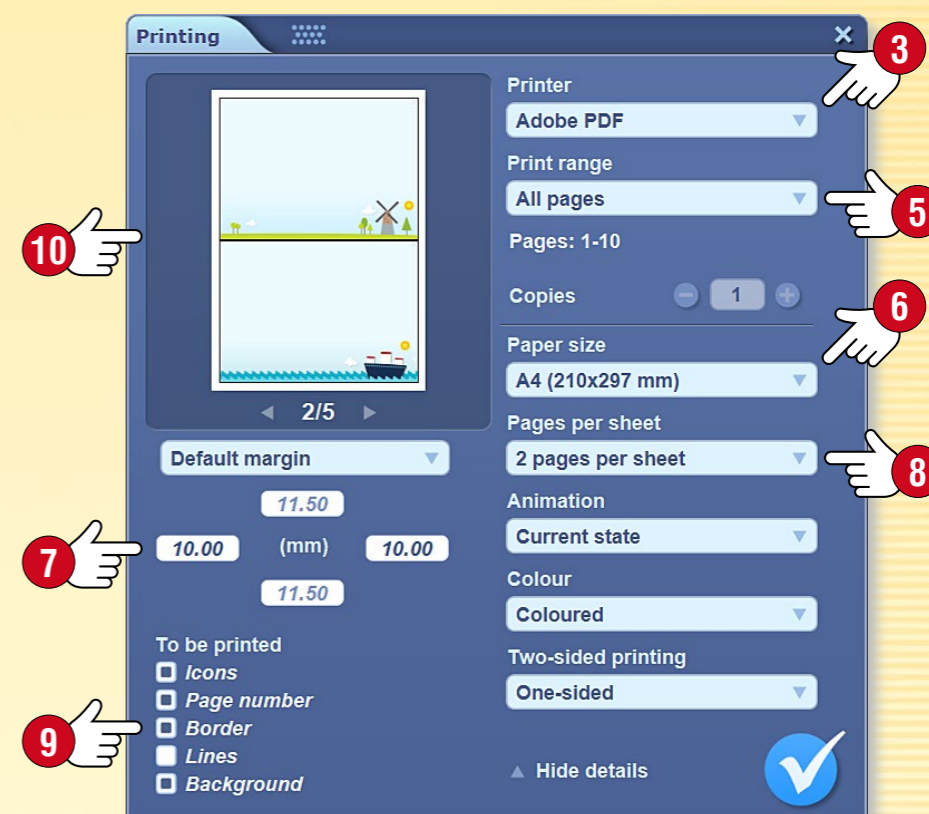 Printing
3
Printer
Adobe PDF
Print range
All pages
5
Pages: 1-10
10
Copies
1
6
Paper size
A4 (210x297 mm)
2/5
Pages per sheet
Default margin
2 pages per sheet
8
11.50
Animation
7
10.00
(mm)
10.00
Current state
11.50
Colour
Coloured
To be printed
Icons
Page number
Border
Lines
Background
9
Two-sided printing
One-sided
Hide details